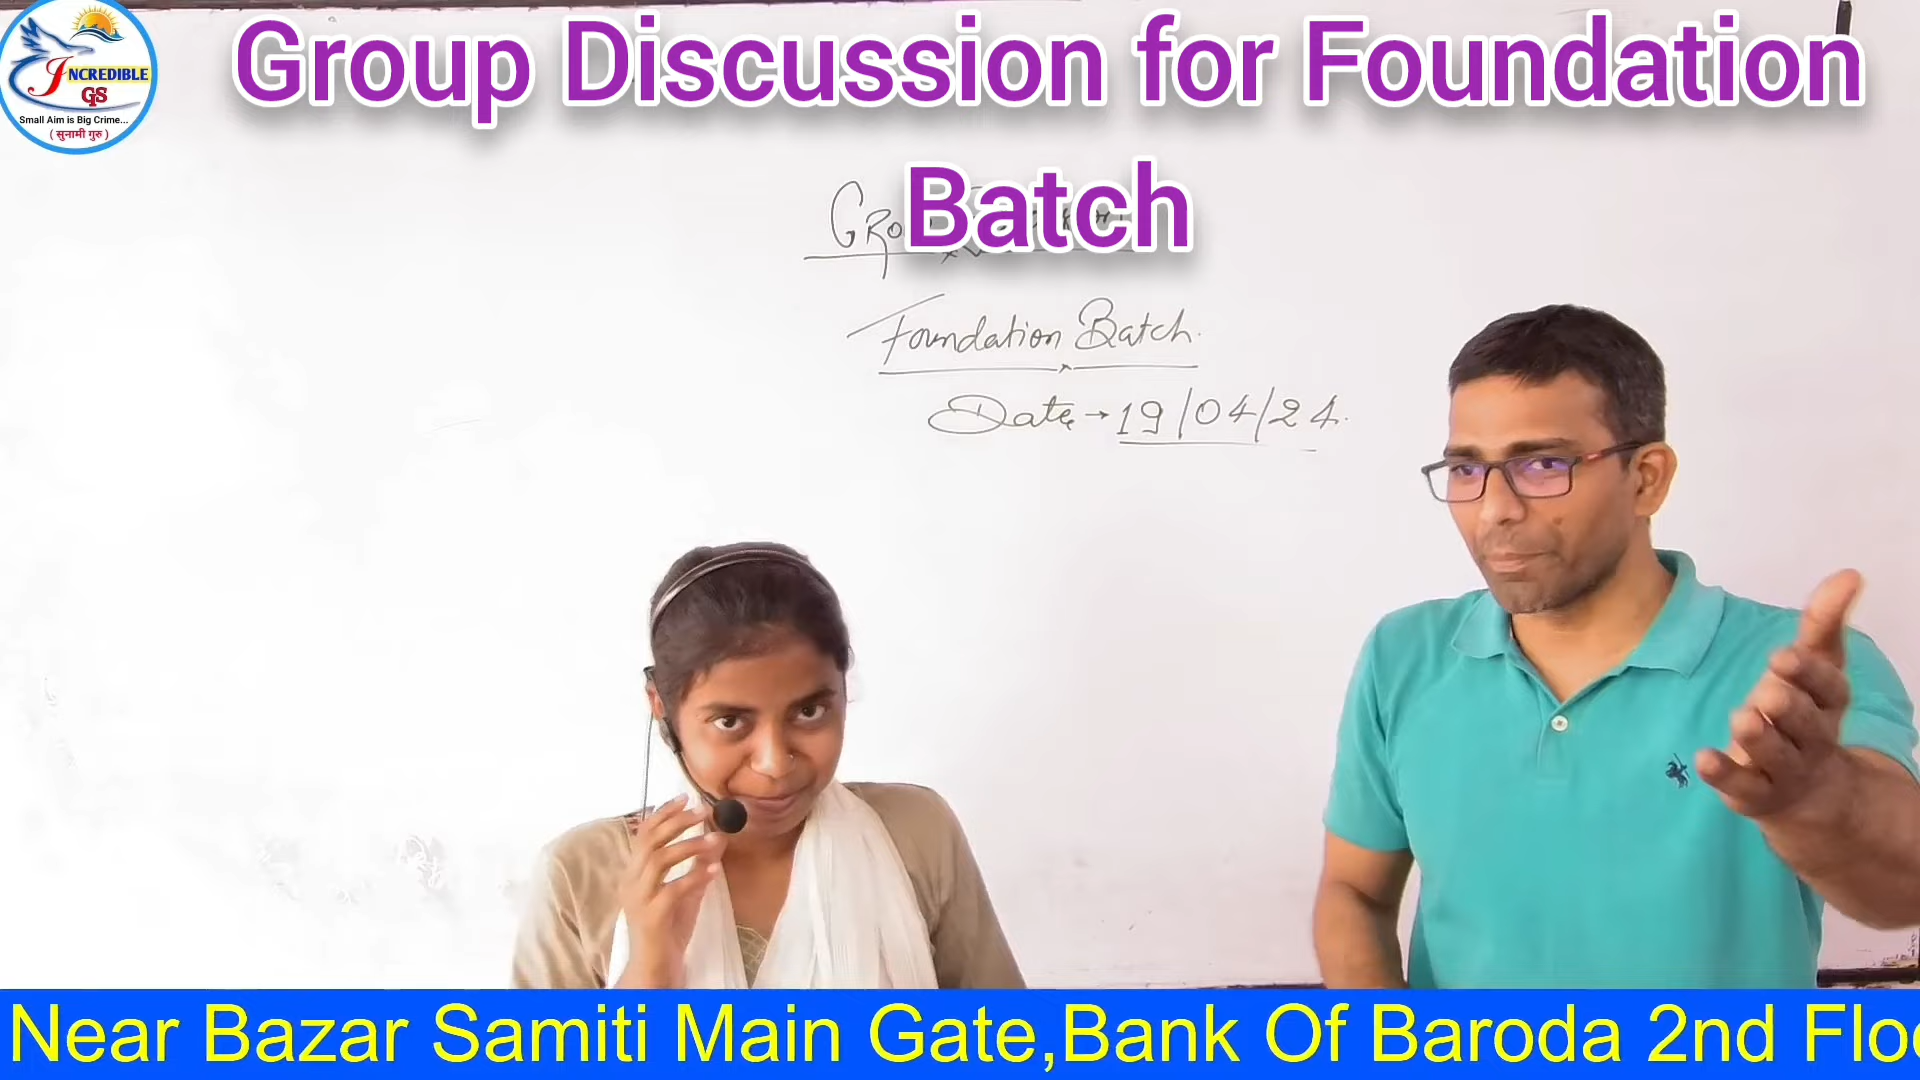 INCREDIBLE
GS
Small Aim is Big Crime...
( सुनामी गुरु )
Group Discussion for Foundation
Batch
Foundation Batch.
Date → 19/04/24.
Near Bazar Samiti Main Gate,Bank Of Baroda 2nd Floo